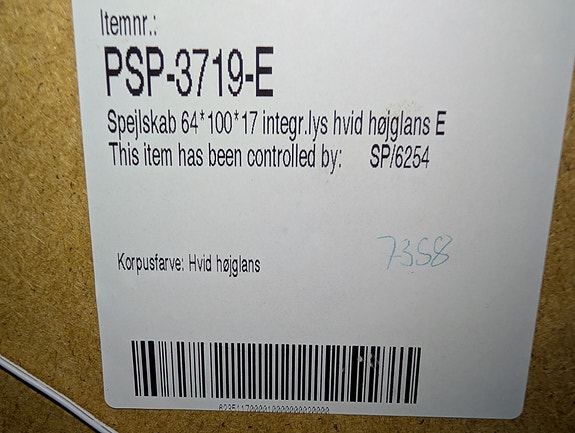 Itemnr.:
PSP-3719-E
Spejlskab 64*100*17 integr.lys hvid højglans E
This item has been controlled by: SP/6254
7358
Korpusfarve: Hvid højglans